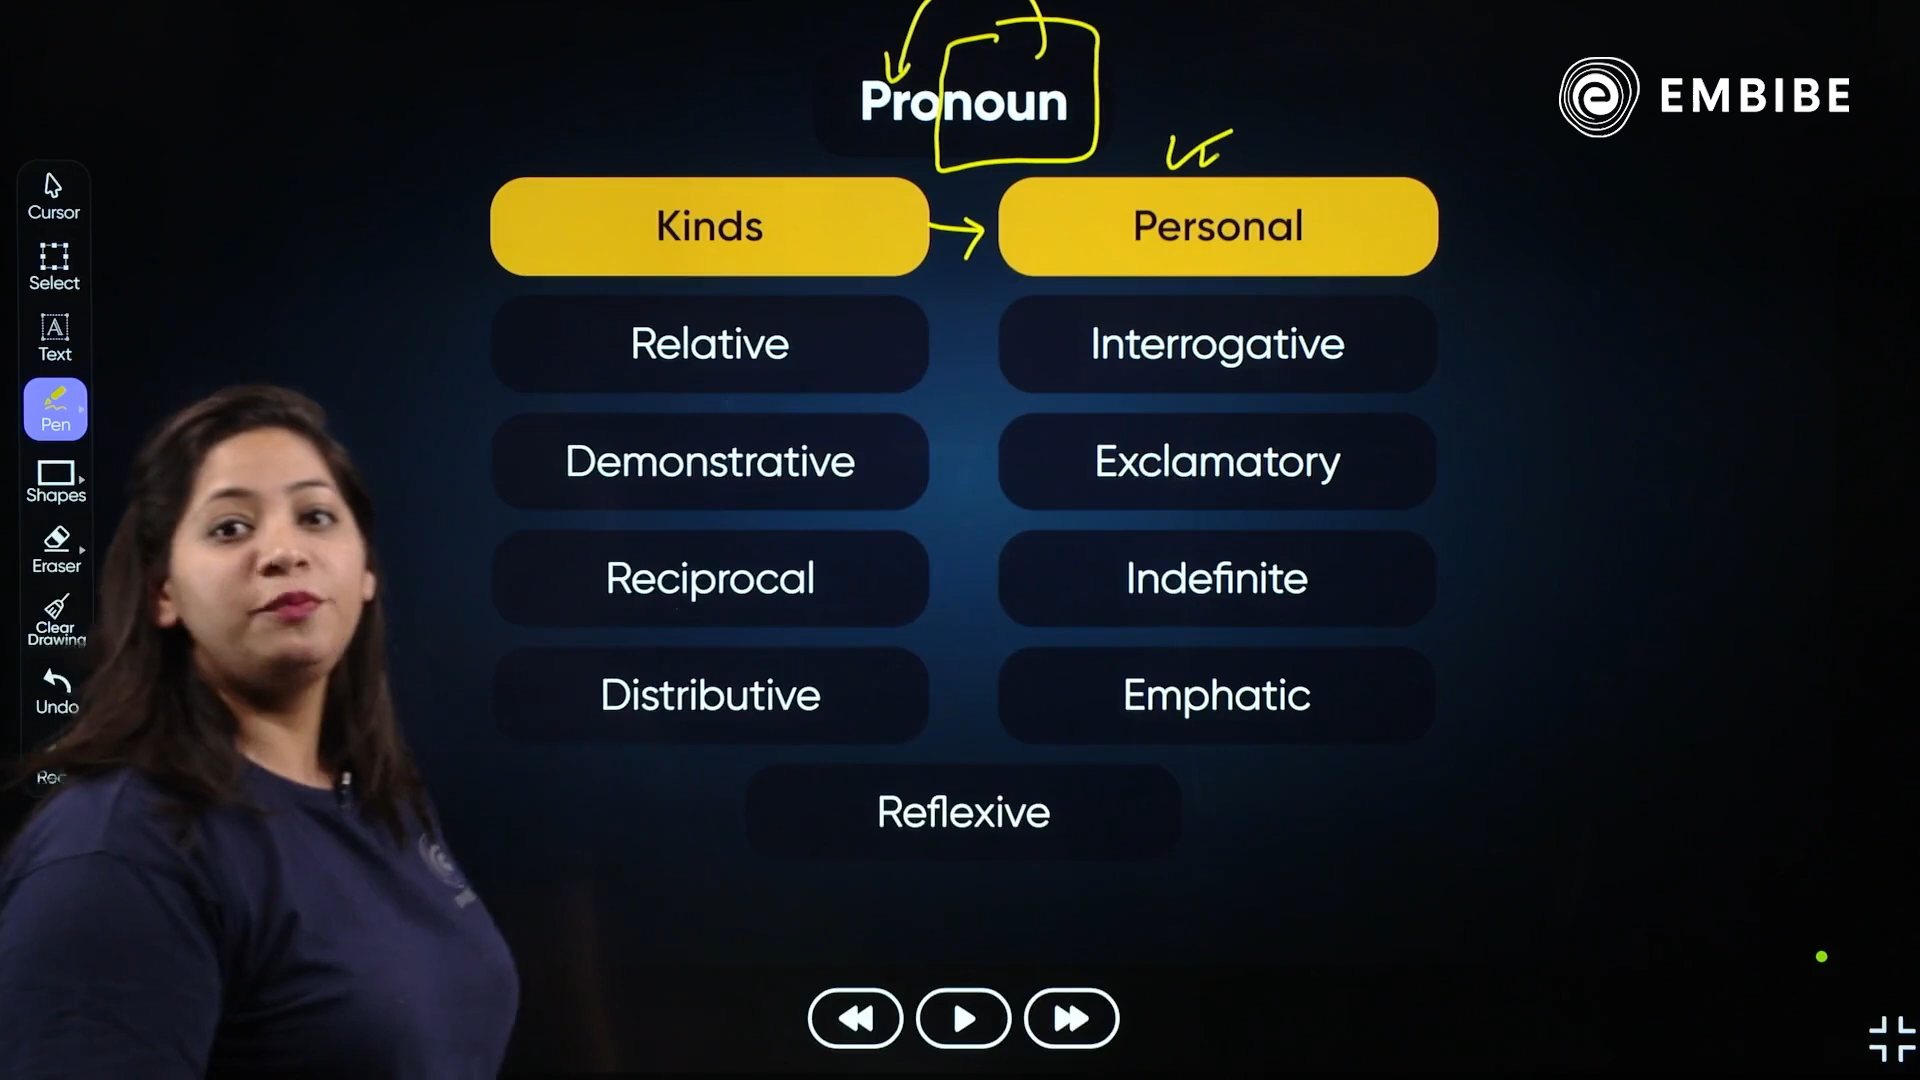 Pronoun
EMBIBE
Kinds
Personal
Cursor
Select
Relative
Interrogative
Text
Pen
Demonstrative
Exclamatory
Shapes
Eraser
Reciprocal
Indefinite
Clear
Drawing
Distributive
Emphatic
Undo
Reflexive